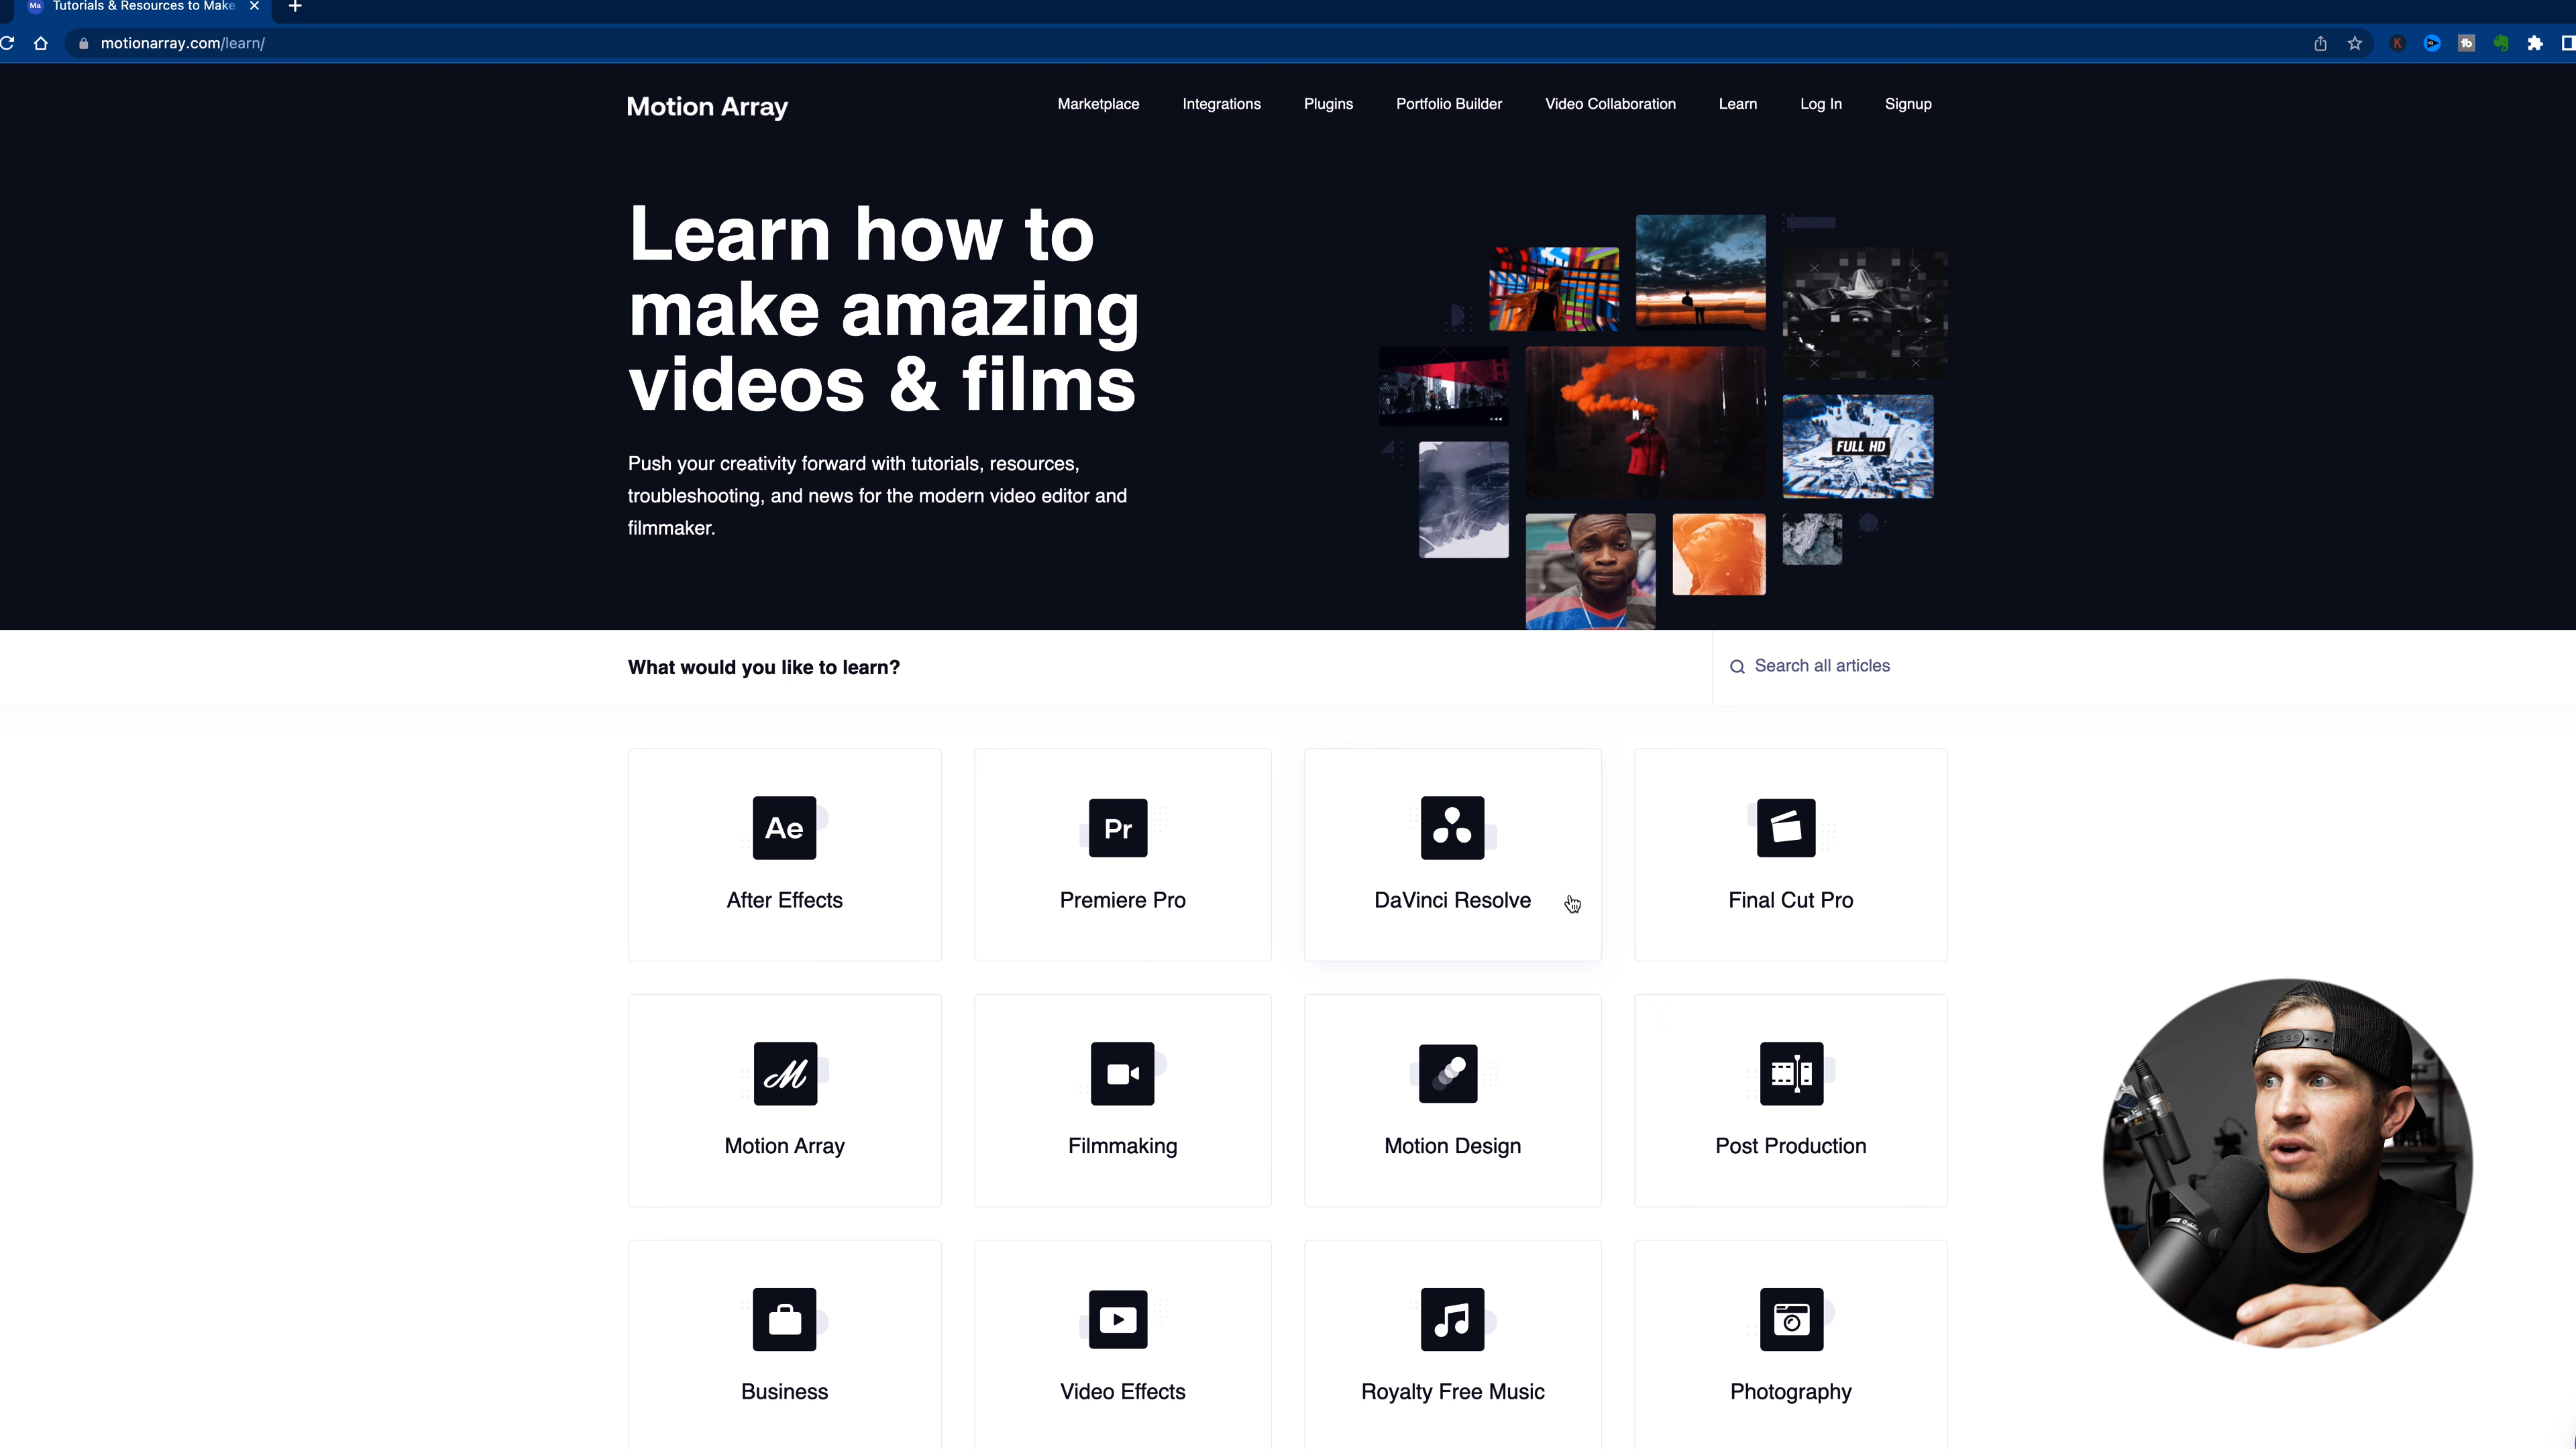 Ma Tutorials & Resources to Make
motionarray.com/learn/
K
tb
Motion Array
Marketplace Integrations Plugins Portfolio Builder Video Collaboration Learn Log In Signup
Learn how to
make amazing
videos & films
Push your creativity forward with tutorials, resources,
troubleshooting, and news for the modern video editor and
filmmaker.
FULL HD
What would you like to learn?
Search all articles
Ae
Pr
After Effects
Premiere Pro
DaVinci Resolve
Final Cut Pro
M
Motion Array
Filmmaking
Motion Design
Post Production
Business
Video Effects
Royalty Free Music
Photography